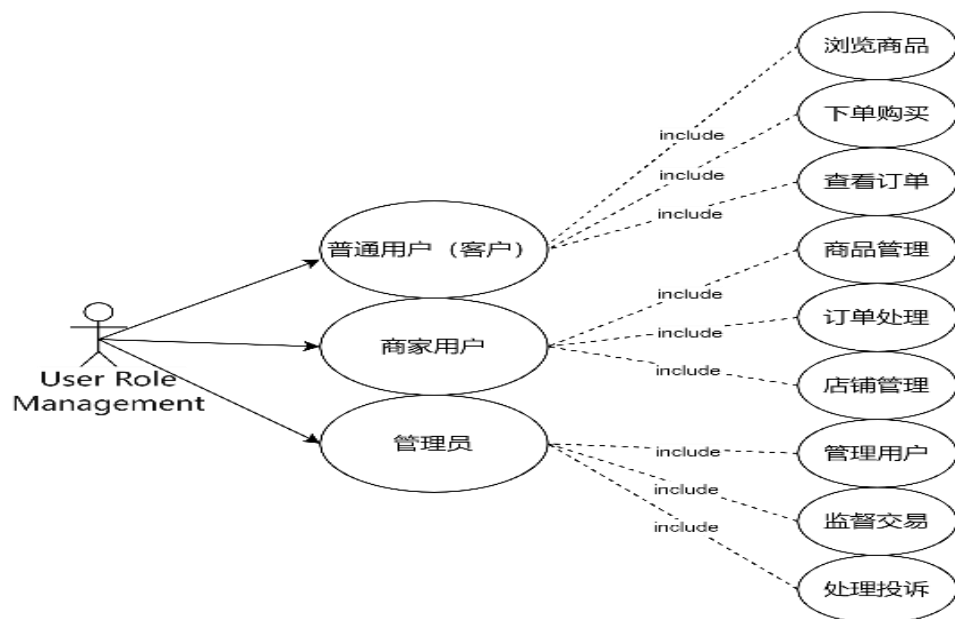 浏览商品
include
下单购买
include
查看订单
include
普通用户（客户）
商品管理
include
订单处理
include
商家用户
店铺管理
include
User Role
Management
管理员
管理用户
include
监督交易
include
处理投诉
include